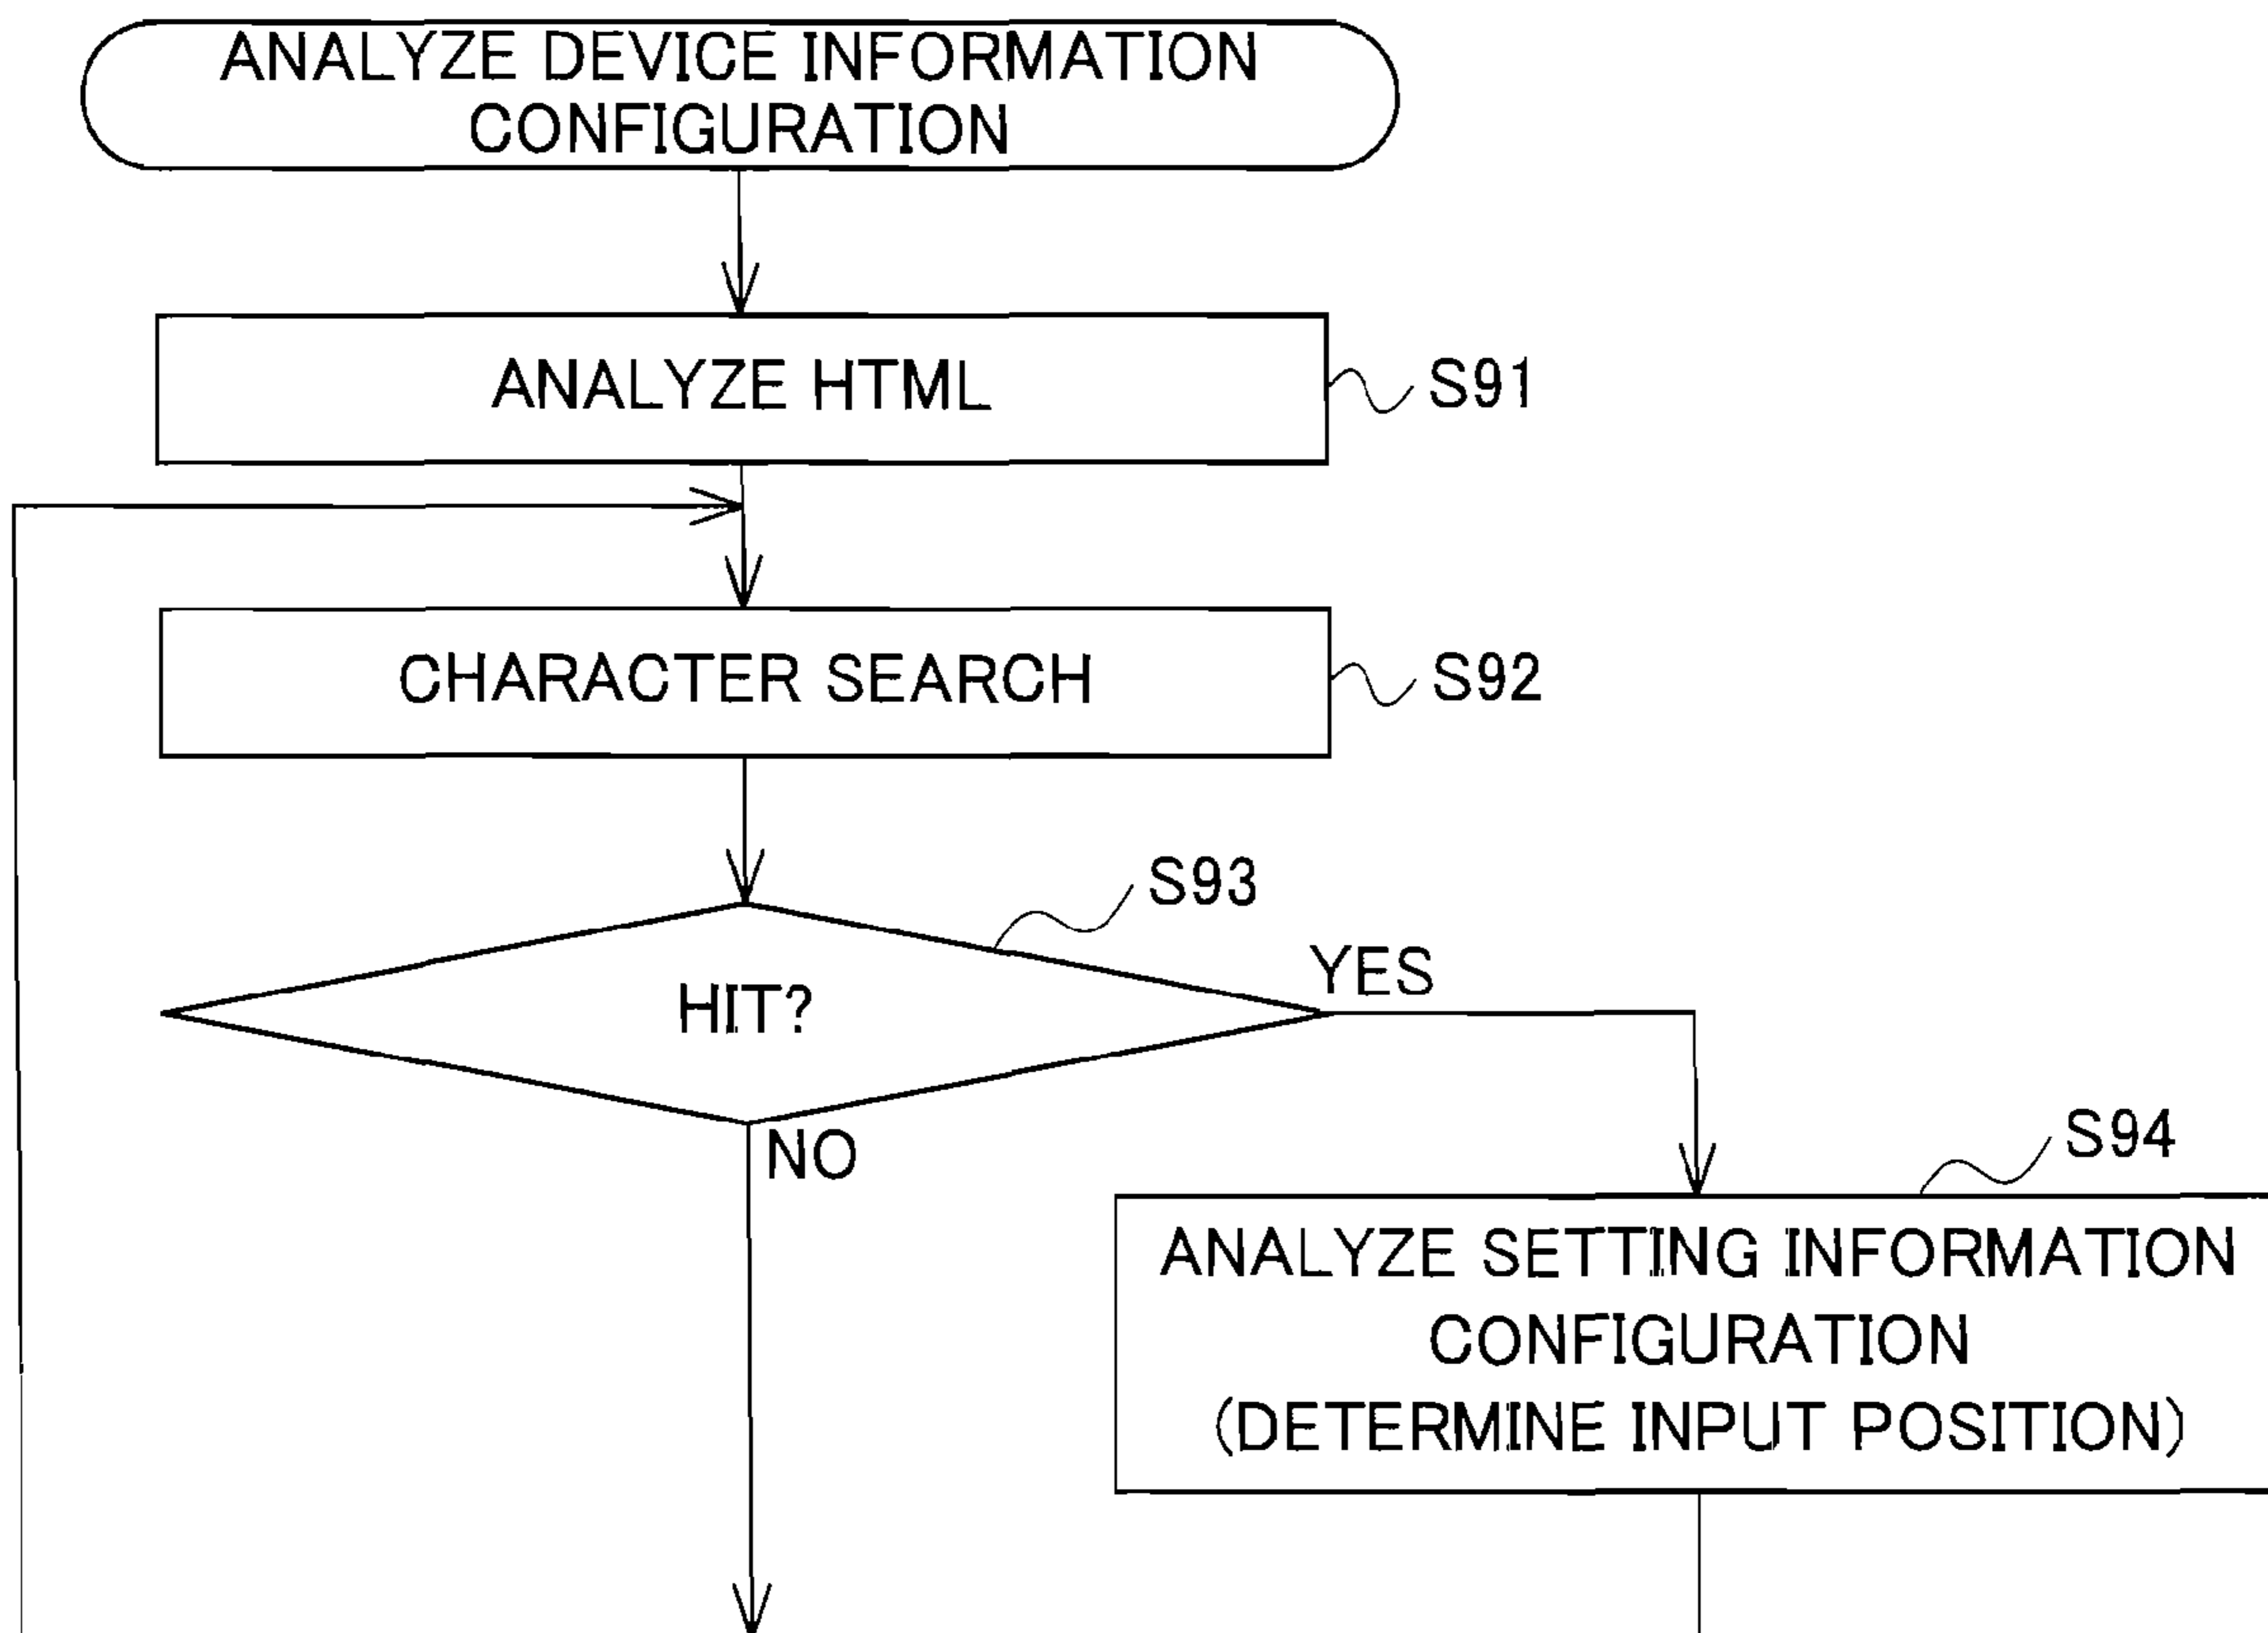 ANALYZE DEVICE INFORMATION
CONFIGURATION
ANALYZE HTML
S91
CHARACTER SEARCH
S92
S93
HIT?
YES
NO
S94
ANALYZE SETTING INFORMATION
CONFIGURATION
(DETERMINE INPUT POSITION)